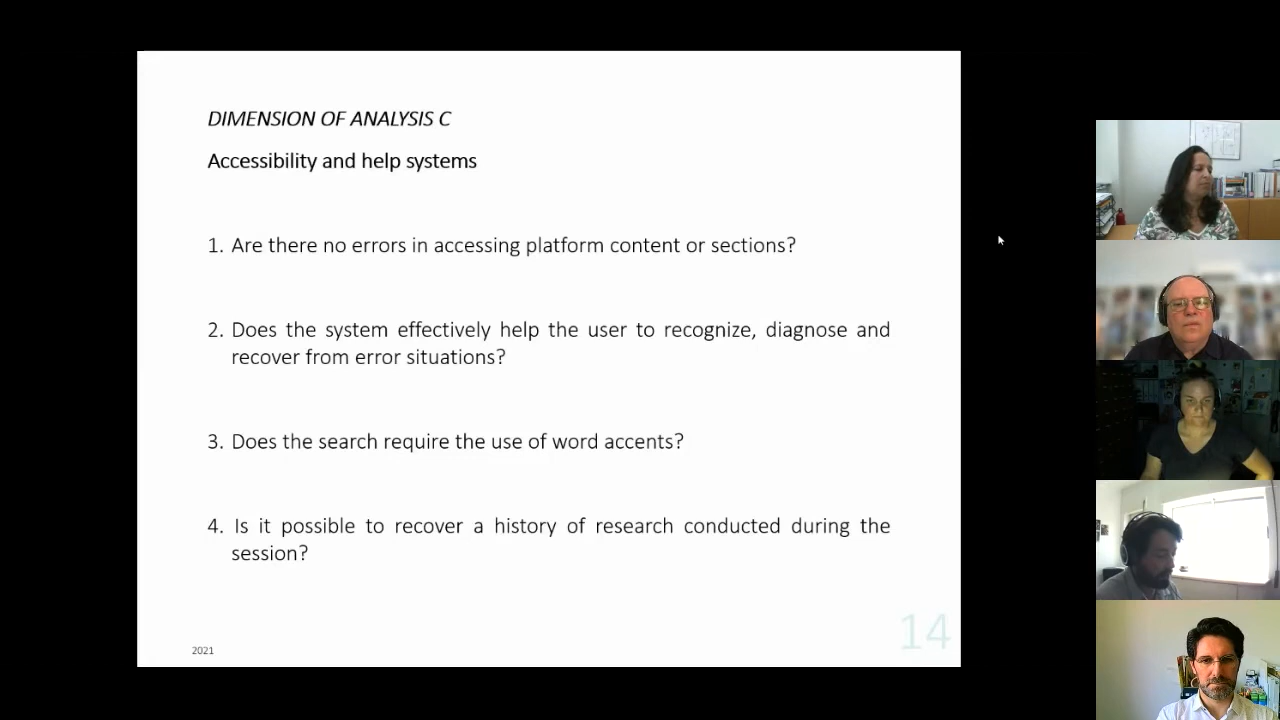 DIMENSION OF ANALYSIS C
Accessibility and help systems
1. Are there no errors in accessing platform content or sections?
2. Does the system effectively help the user to recognize, diagnose and
recover from error situations?
3. Does the search require the use of word accents?
4. Is it possible to recover a history of research conducted during the
session?
14
2021